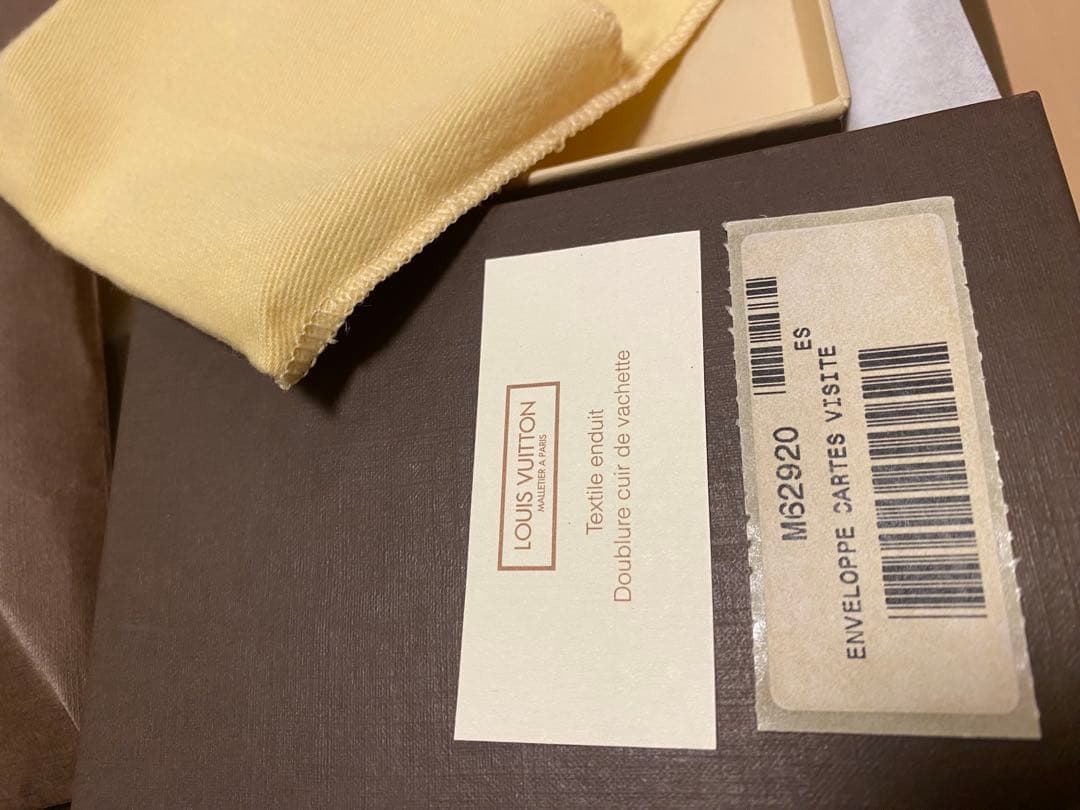 LOUIS VUITTON
MALLETIER A PARIS
Textile enduit
Doublure cuir de vachette
ES
M62920
ENVELOPPE CARTES VISITE